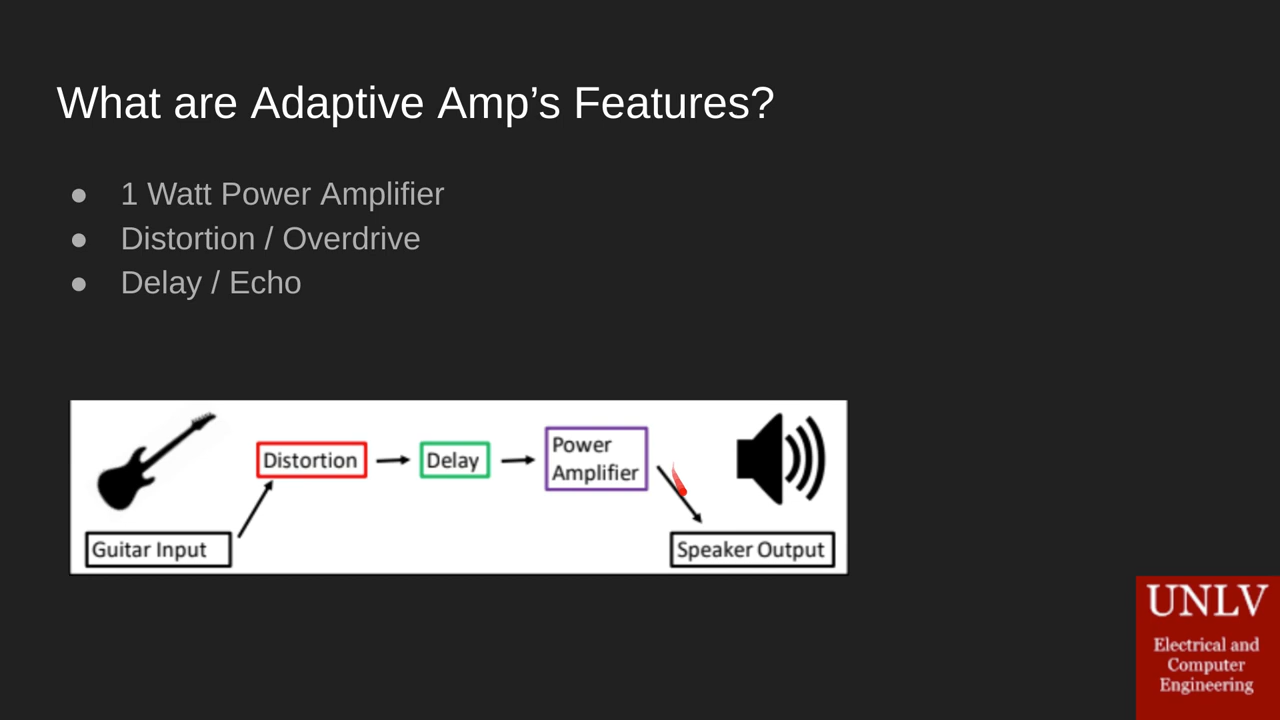 What are Adaptive Amp’s Features?
● 1 Watt Power Amplifier
● Distortion / Overdrive
● Delay / Echo
Distortion
Delay
Power
Amplifier
Guitar Input
Speaker Output
UNLV
Electrical and
Computer
Engineering